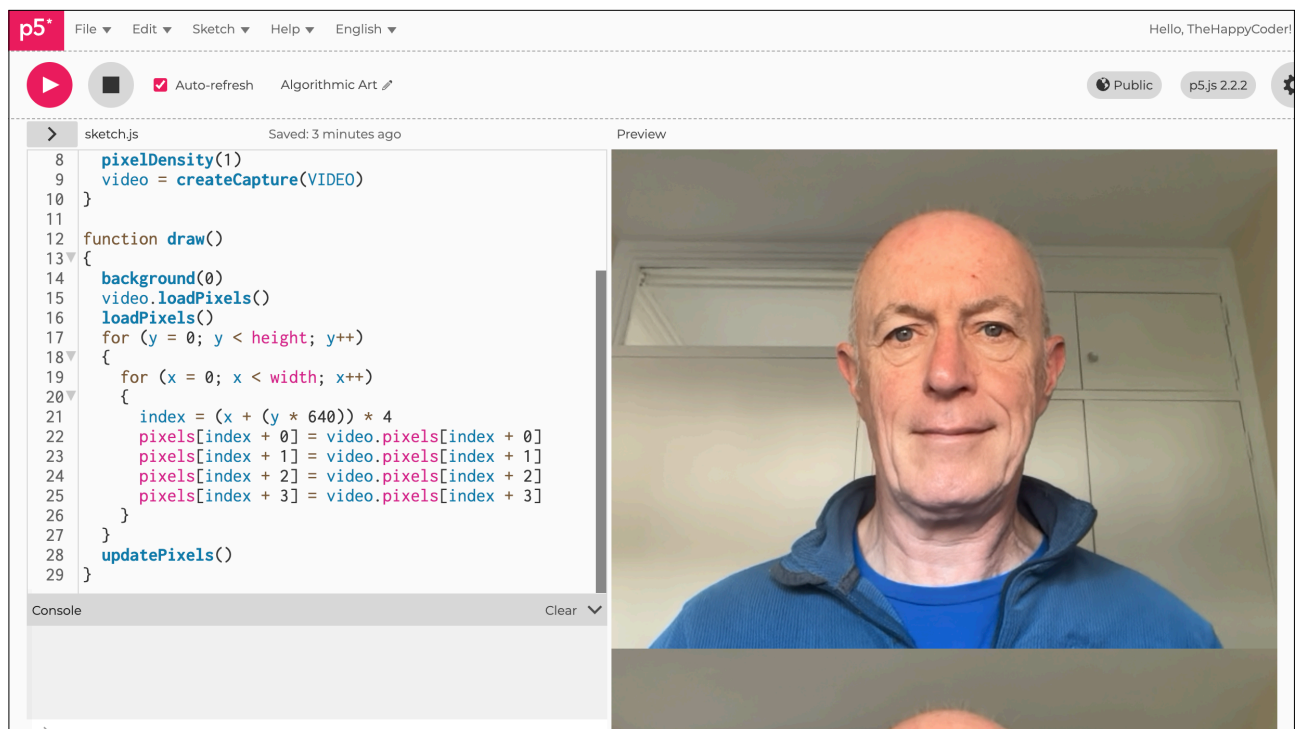 p5* File Edit Sketch Help English Hello, TheHappyCoder!
Auto-refresh Algorithmic Art Public p5.js 2.2.2
sketch.js Saved: 3 minutes ago Preview
8 pixelDensity(1)
9 video = createCapture(VIDEO)
10 }
11
12 function draw()
13 {
14 background(0)
15 video.loadPixels()
16 loadPixels()
17 for (y = 0; y < height; y++)
18 {
19 for (x = 0; x < width; x++)
20 {
21 index = (x + (y * 640)) * 4
22 pixels[index + 0] = video.pixels[index + 0]
23 pixels[index + 1] = video.pixels[index + 1]
24 pixels[index + 2] = video.pixels[index + 2]
25 pixels[index + 3] = video.pixels[index + 3]
26 }
27 }
28 updatePixels()
29 }
Console Clear